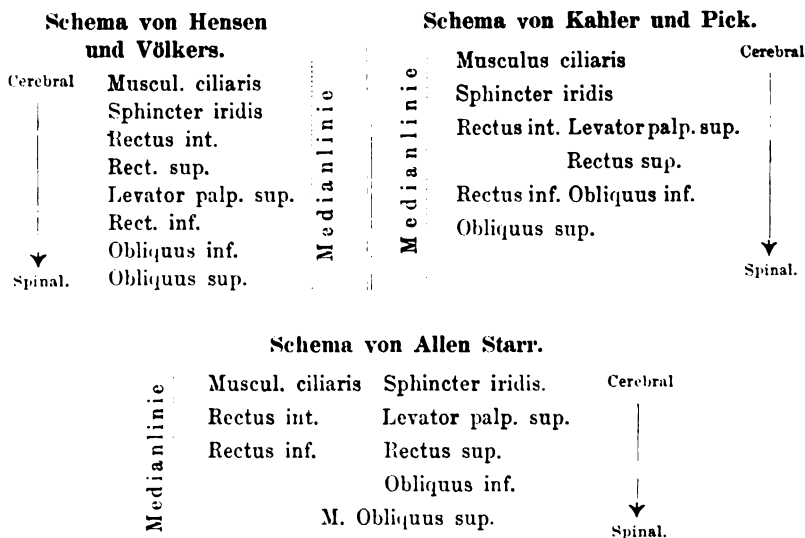 Schema von Hensen
und Völkers.
Cerebral
Muscul. ciliaris
Sphincter iridis
Rectus int.
Rect. sup.
Levator palp. sup.
Rect. inf.
Obliquus inf.
Obliquus sup.
Spinal.
Medianlinie
Schema von Kahler und Pick.
Medianlinie
Musculus ciliaris
Sphincter iridis
Rectus int. Levator palp. sup.
Rectus sup.
Rectus inf. Obliquus inf.
Obliquus sup.
Cerebral
Spinal.
Schema von Allen Starr.
Medianlinie
Muscul. ciliaris Sphincter iridis.
Rectus int. Levator palp. sup.
Rectus inf. Rectus sup.
Obliquus inf.
M. Obliquus sup.
Cerebral
Spinal.